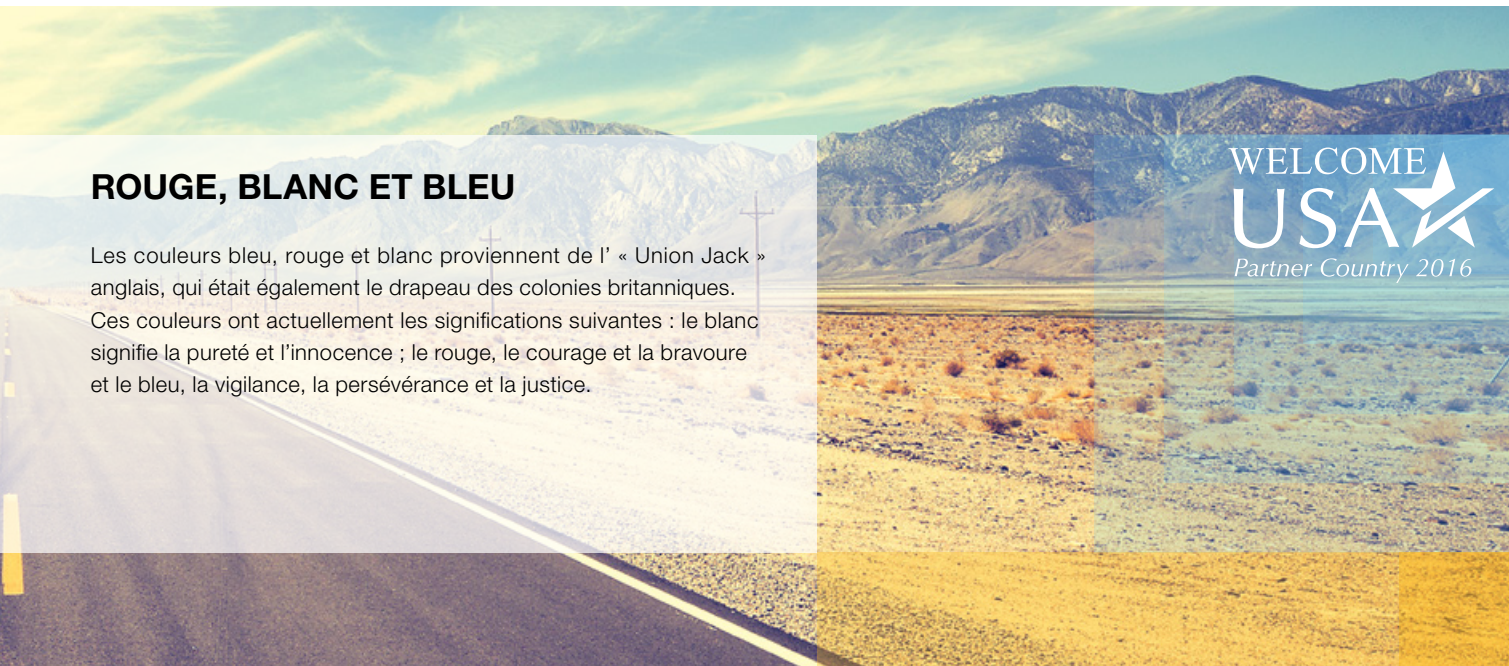 ROUGE, BLANC ET BLEU
Les couleurs bleu, rouge et blanc proviennent de l’ « Union Jack »
anglais, qui était également le drapeau des colonies britanniques.
Ces couleurs ont actuellement les significations suivantes : le blanc
signifie la pureté et l’innocence ; le rouge, le courage et la bravoure
et le bleu, la vigilance, la persévérance et la justice.
WELCOME
USA
Partner Country 2016